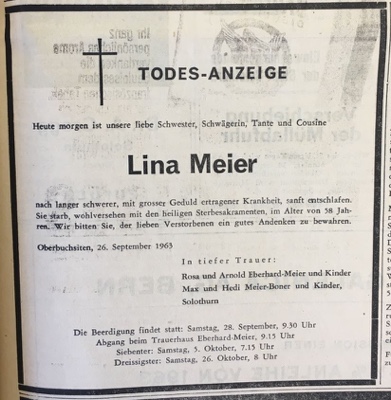 TODES-ANZEIGE
Heute morgen ist unsere liebe Schwester, Schwägerin, Tante und Cousine
Lina Meier
nach langer schwerer, mit grosser Geduld ertragener Krankheit, sanft entschlafen.
Sie starb, wohlversehen mit den heiligen Sterbesakramenten, im Alter von 58 Jah-
ren. Wir bitten Sie, der lieben Verstorbenen ein gutes Andenken zu bewahren.
Oberbuchsiten, 26. September 1963
In tiefer Trauer:
Rosa und Arnold Eberhard-Meier und Kinder
Max und Hedi Meier-Boner und Kinder,
Solothurn
Die Beerdigung findet statt: Samstag, 28. September, 9.30 Uhr
Abgang beim Trauerhaus Eberhard-Meier, 9.15 Uhr
Siebenter: Samstag, 5. Oktober, 7.15 Uhr
Dreissigster: Samstag, 26. Oktober, 8 Uhr